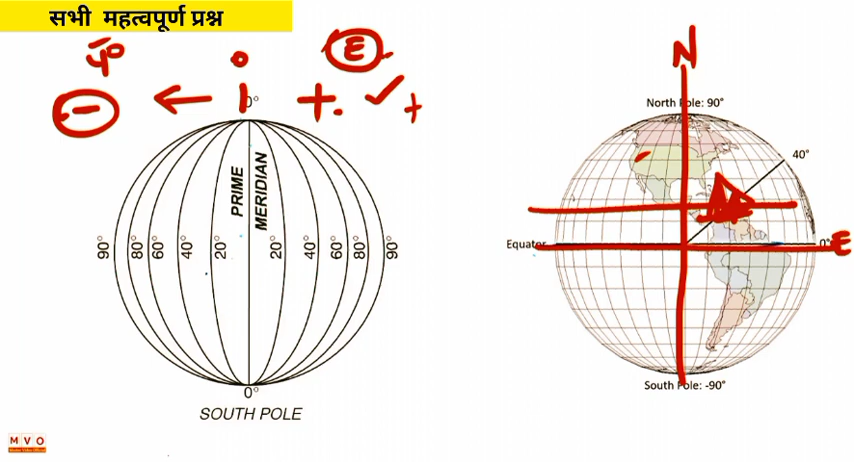 सभी महत्वपूर्ण प्रश्न
0
E
- ← 0° + . ✓ +
N
North Pole: 90°
40°
PRIME
MERIDIAN
90° 80° 60° 40° 20° 20° 40° 60° 80° 90°
Equator 0° E
0°
South Pole: -90°
SOUTH POLE
MVO